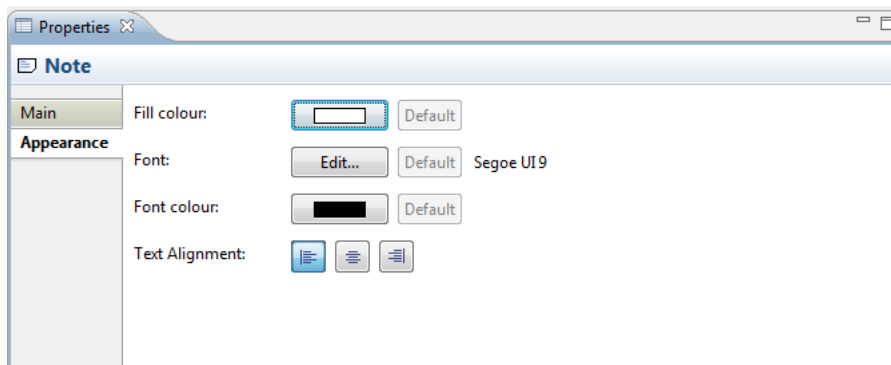 Properties
Note
Main
Appearance
Fill colour: Default
Font: Edit... Default Segoe UI 9
Font colour: Default
Text Alignment: